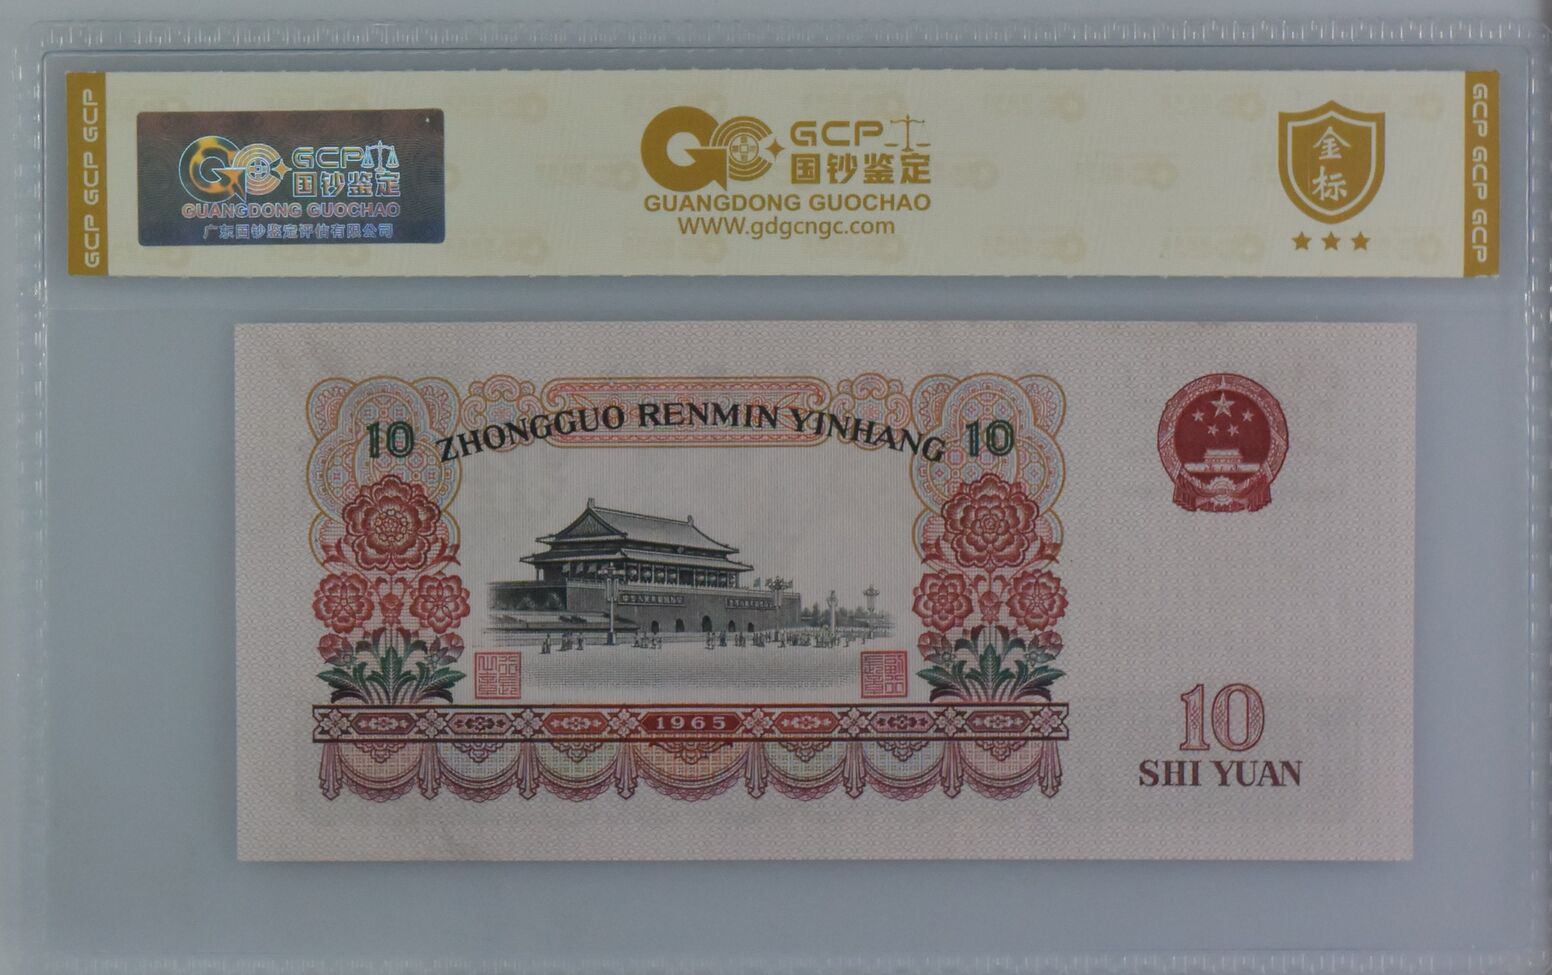 GCP GCP GCP
GCP
国钞鉴定
GUANGDONG GUOCHAO
广东国钞鉴定评估有限公司
GCP
国钞鉴定
GUANGDONG GUOCHAO
WWW.gdgcngc.com
金
标
GCP GCP GCP
10 ZHONGGUO RENMIN YINHANG 10
1965
10
SHI YUAN